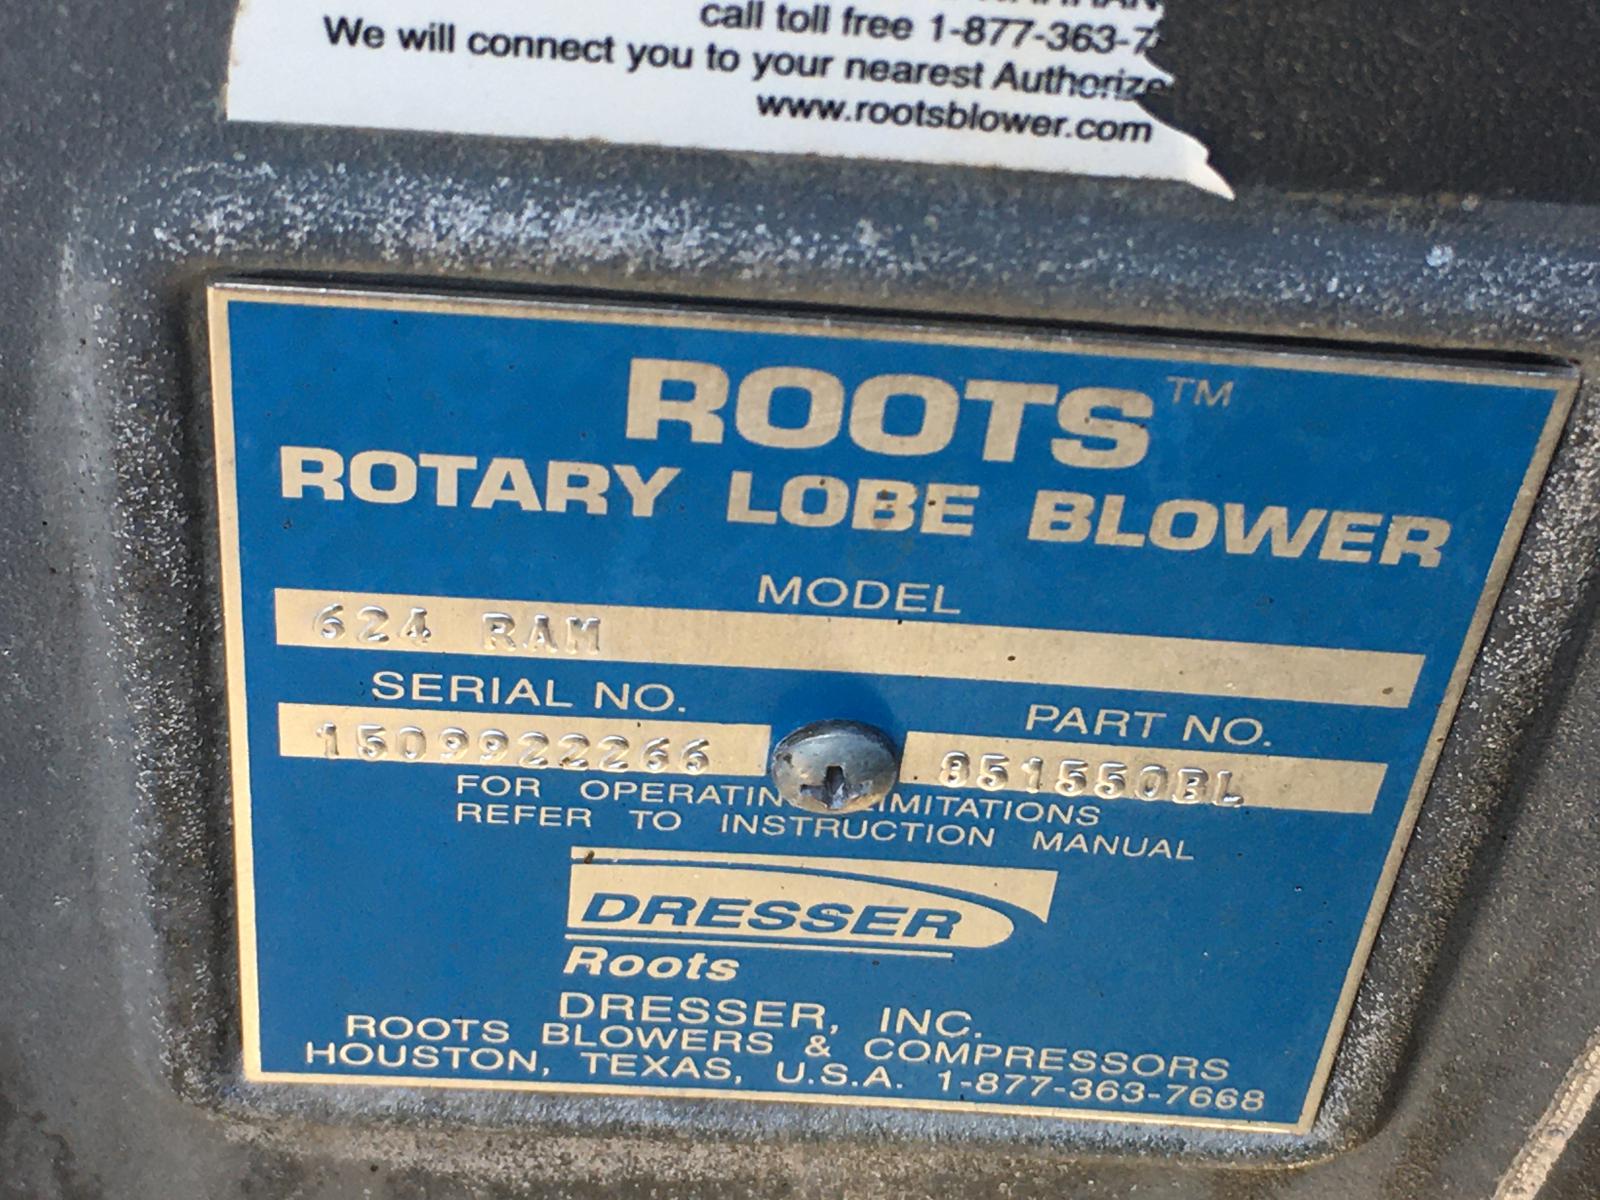 call toll free 1-877-363-7
We will connect you to your nearest Authorize
www.rootsblower.com
ROOTS™
ROTARY LOBE BLOWER
MODEL
624 RAM
SERIAL NO. PART NO.
1509922266 851550BL
FOR OPERATIN IMITATIONS
REFER TO INSTRUCTION MANUAL
DRESSER
Roots
DRESSER, INC.
ROOTS BLOWERS & COMPRESSORS
HOUSTON, TEXAS, U.S.A. 1-877-363-7668